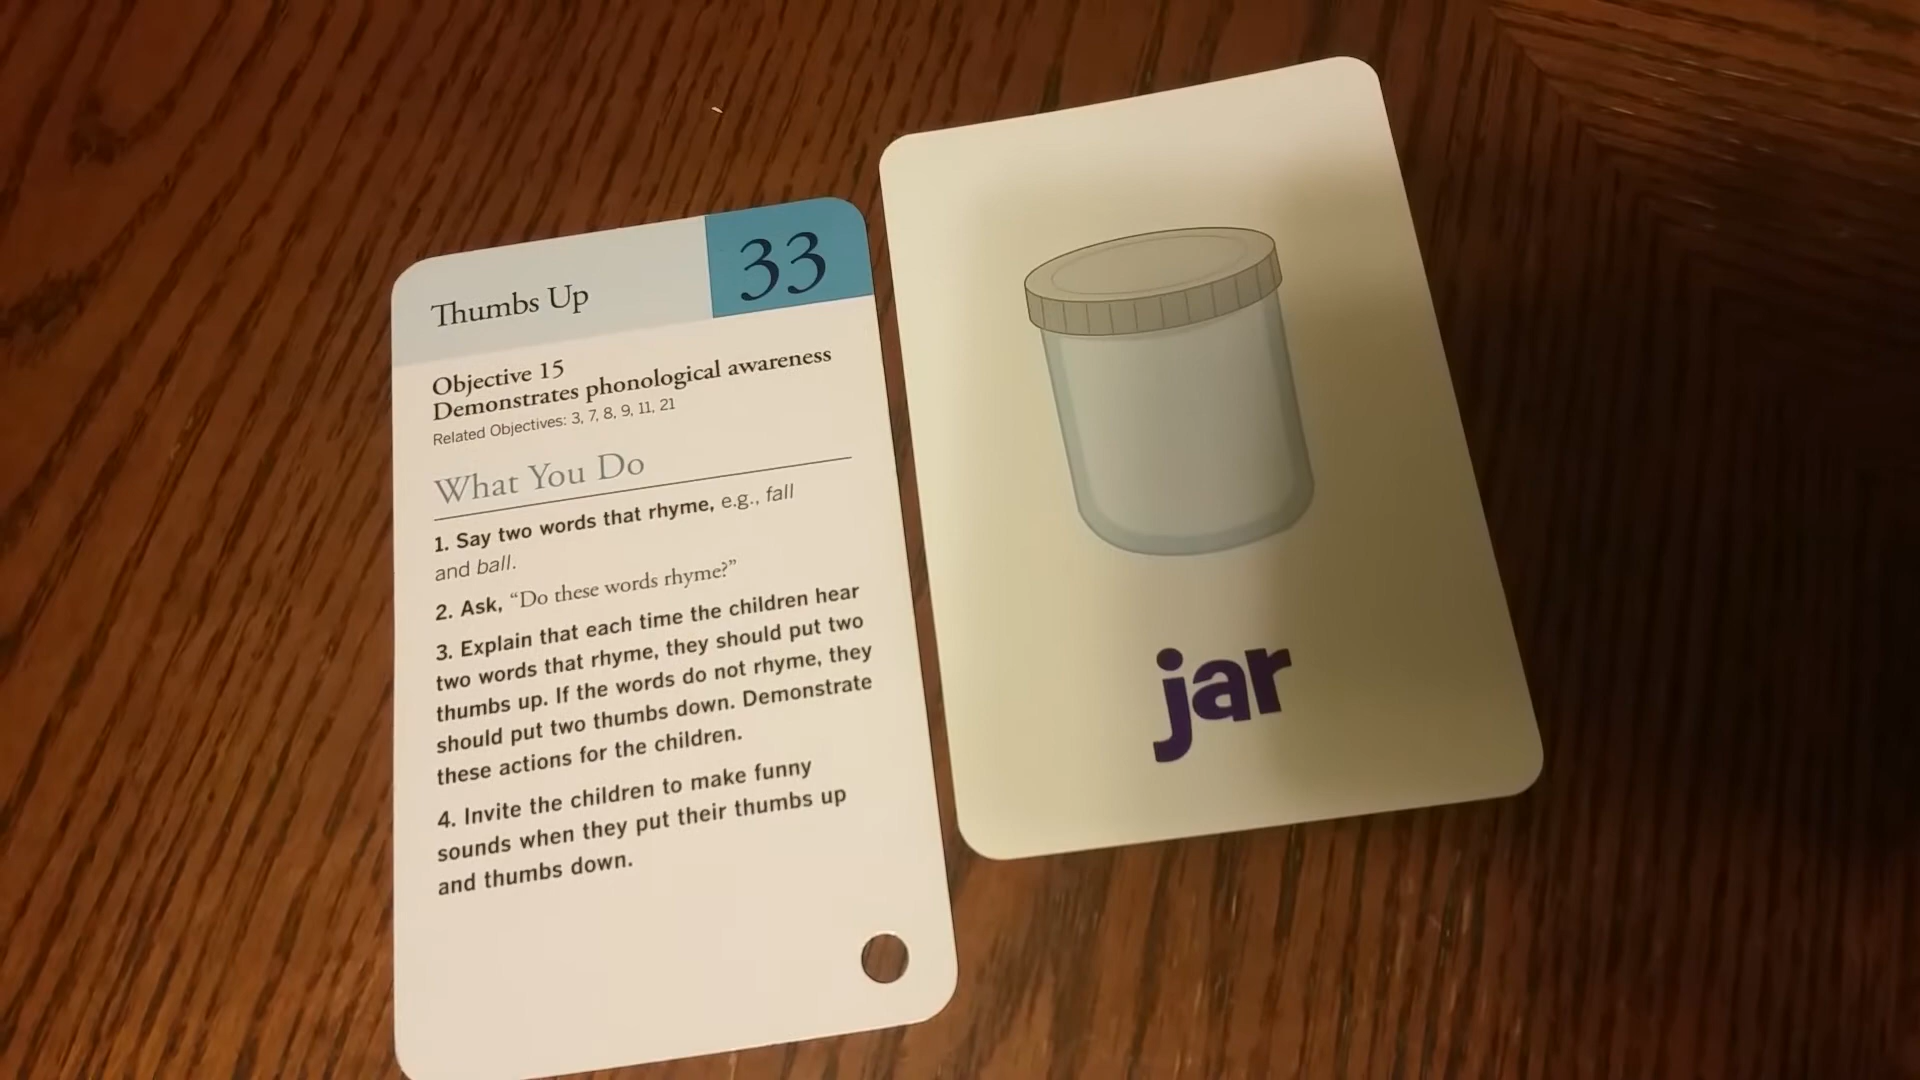 Thumbs Up
33
Objective 15
Demonstrates phonological awareness
Related Objectives: 3, 7, 8, 9, 11, 21
What You Do
1. Say two words that rhyme, e.g., fall
and ball.
2. Ask, “Do these words rhyme?”
3. Explain that each time the children hear
two words that rhyme, they should put two
thumbs up. If the words do not rhyme, they
should put two thumbs down. Demonstrate
these actions for the children.
4. Invite the children to make funny
sounds when they put their thumbs up
and thumbs down.
jar